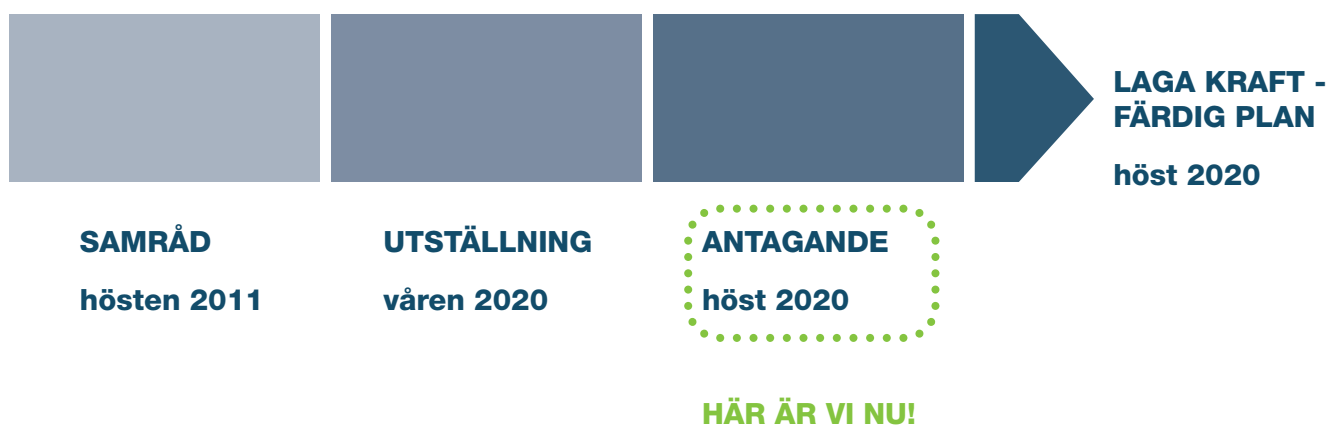 SAMRÅD
hösten 2011
UTSTÄLLNING
våren 2020
ANTAGANDE
höst 2020
HÄR ÄR VI NU!
LAGA KRAFT -
FÄRDIG PLAN
höst 2020